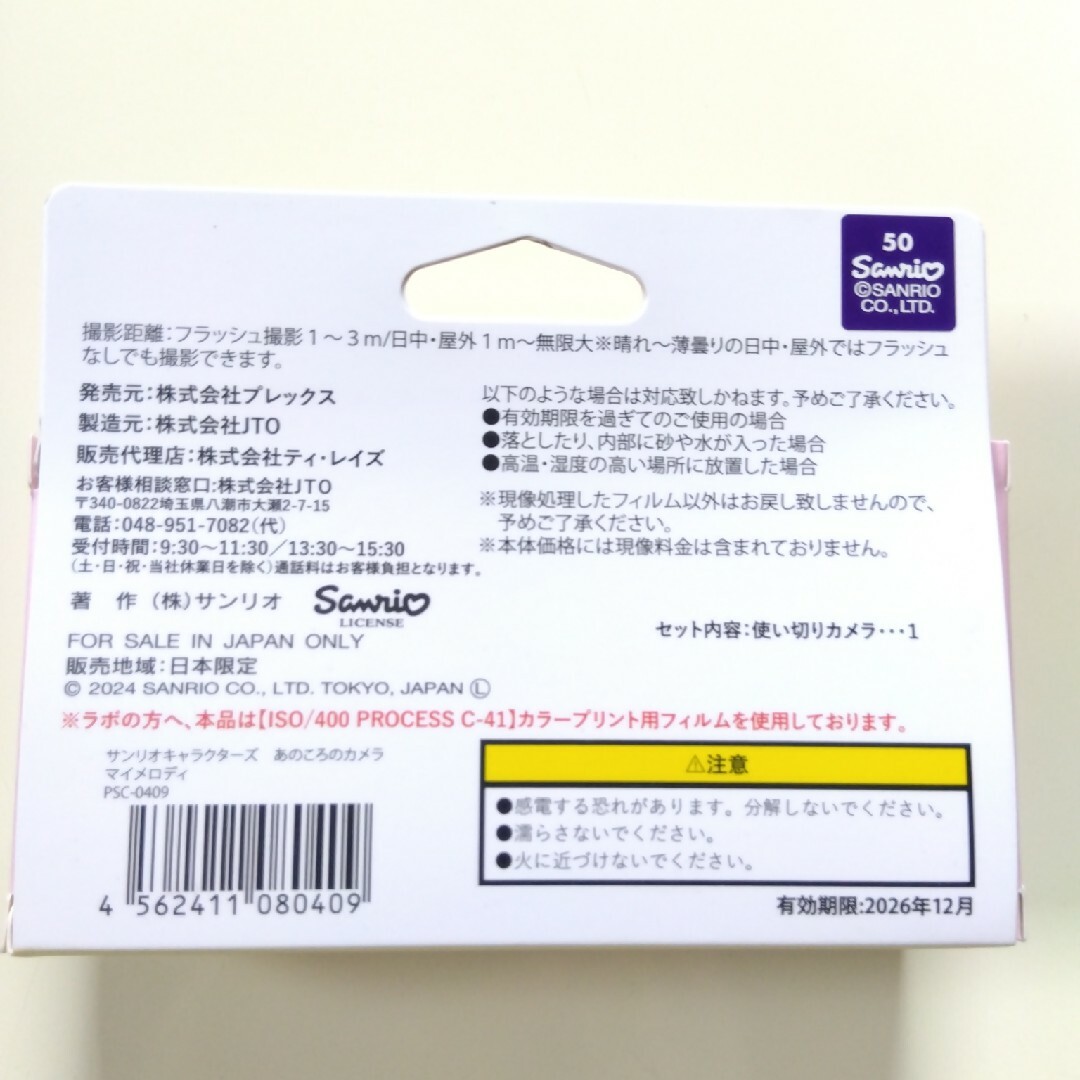 50
Sanrio
©SANRIO
CO.,LTD.
撮影距離：フラッシュ撮影1～3m/日中・屋外1m～無限大※晴れ～薄曇りの日中・屋外ではフラッシュ
なしでも撮影できます。
発売元：株式会社プレックス
製造元：株式会社JTO
販売代理店：株式会社ティ・レイズ
お客様相談窓口:株式会社JTO
〒340-0822埼玉県八潮市大瀬2-7-15
電話：048-951-7082（代）
受付時間：9:30～11:30／13:30～15:30
（土・日・祝・当社休業日を除く）通話料はお客様負担となります。
以下のような場合は対応致しかねます。予めご了承ください。
●有効期限を過ぎてのご使用の場合
●落としたり、内部に砂や水が入った場合
●高温・湿度の高い場所に放置した場合
※現像処理したフィルム以外はお戻し致しませんので、
予めご了承ください。
※本体価格には現像料金は含まれておりません。
著 作 （株）サンリオ Sanrio
LICENSE
セット内容：使い切りカメラ・・・1
FOR SALE IN JAPAN ONLY
販売地域：日本限定
© 2024 SANRIO CO., LTD. TOKYO, JAPAN Ⓛ
※ラボの方へ、本品は【ISO/400 PROCESS C-41】カラープリント用フィルムを使用しております。
サンリオキャラクターズ あのころのカメラ
マイメロディ
PSC-0409
4 562411 080409
⚠注意
●感電する恐れがあります。分解しないでください。
●濡らさないでください。
●火に近づけないでください。
有効期限:2026年12月